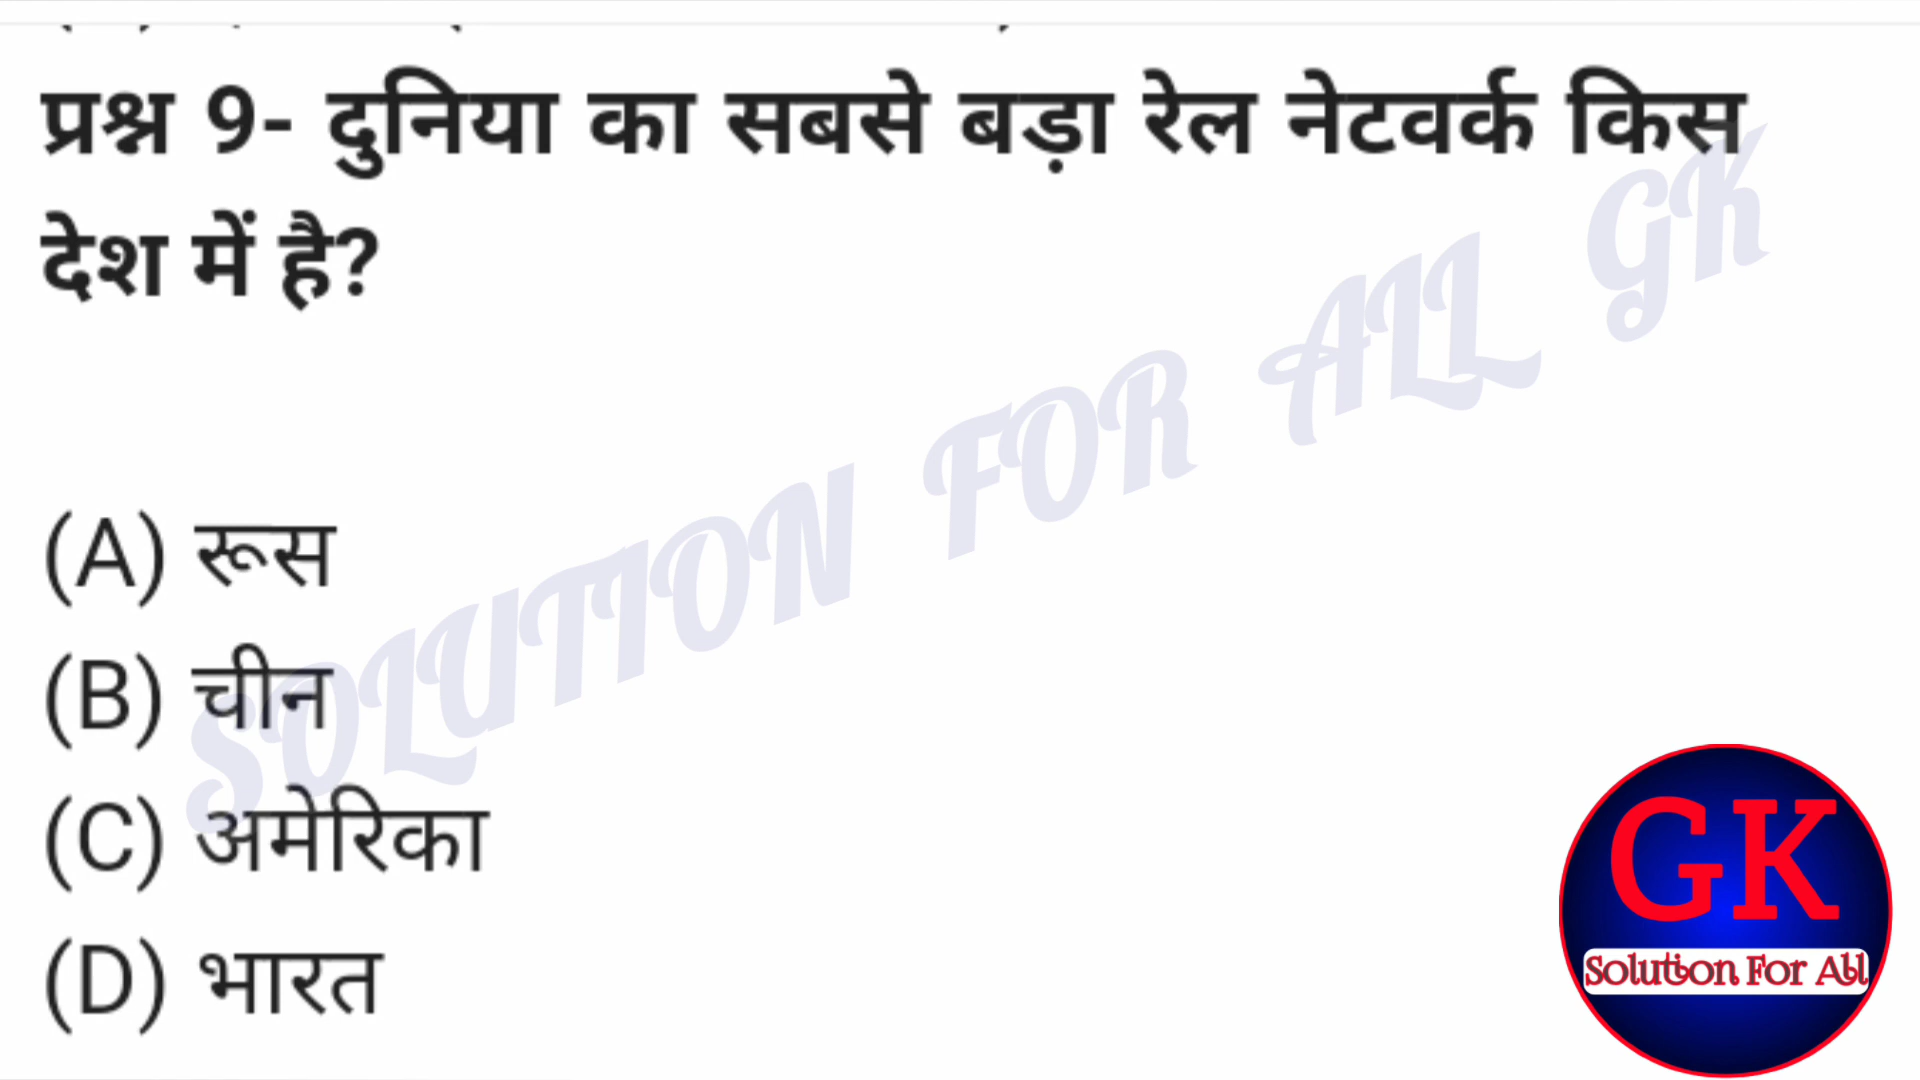 प्रश्न 9- दुनिया का सबसे बड़ा रेल नेटवर्क किस
देश में है?
(A) रूस
(B) चीन
(C) अमेरिका
(D) भारत
SOLUTION FOR ALL GK
GK
Solution For All